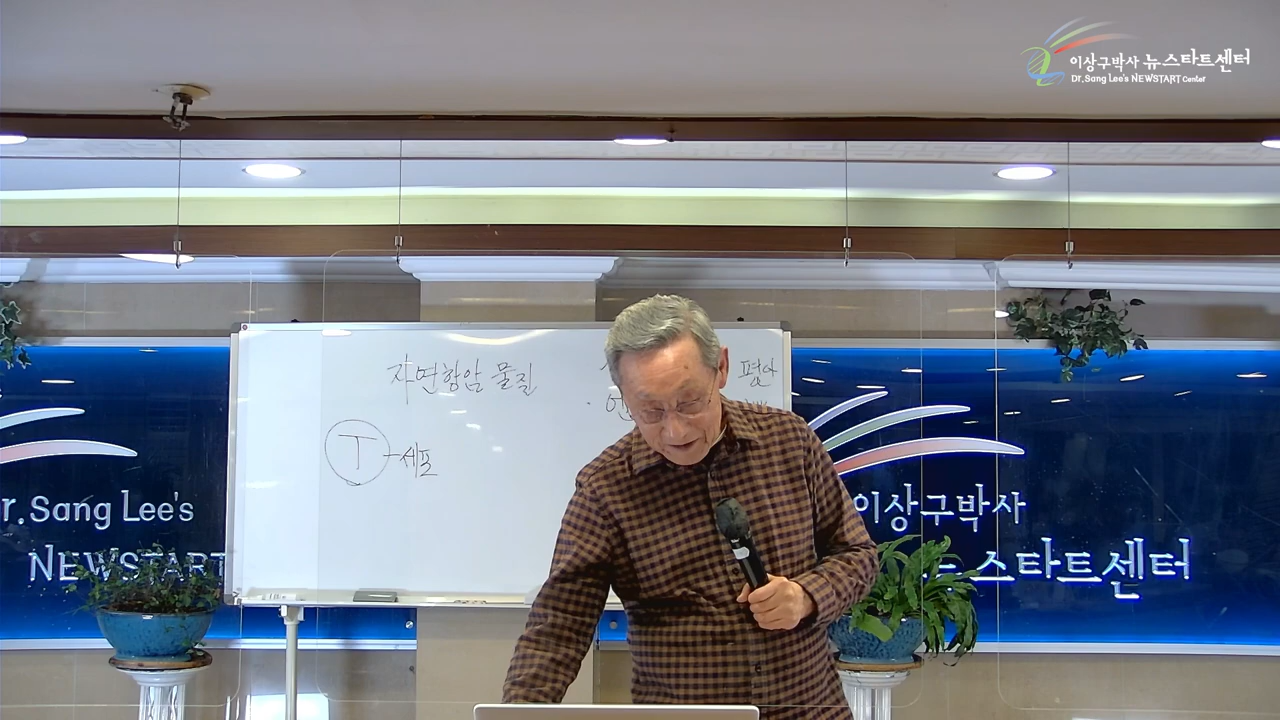 이상구박사 뉴스타트센터
Dr. Sang Lee's NEWSTART Center
자연항암 물질
편아
T-세포
r. Sang Lee's
NEWSTART
이상구박사
스타트센터